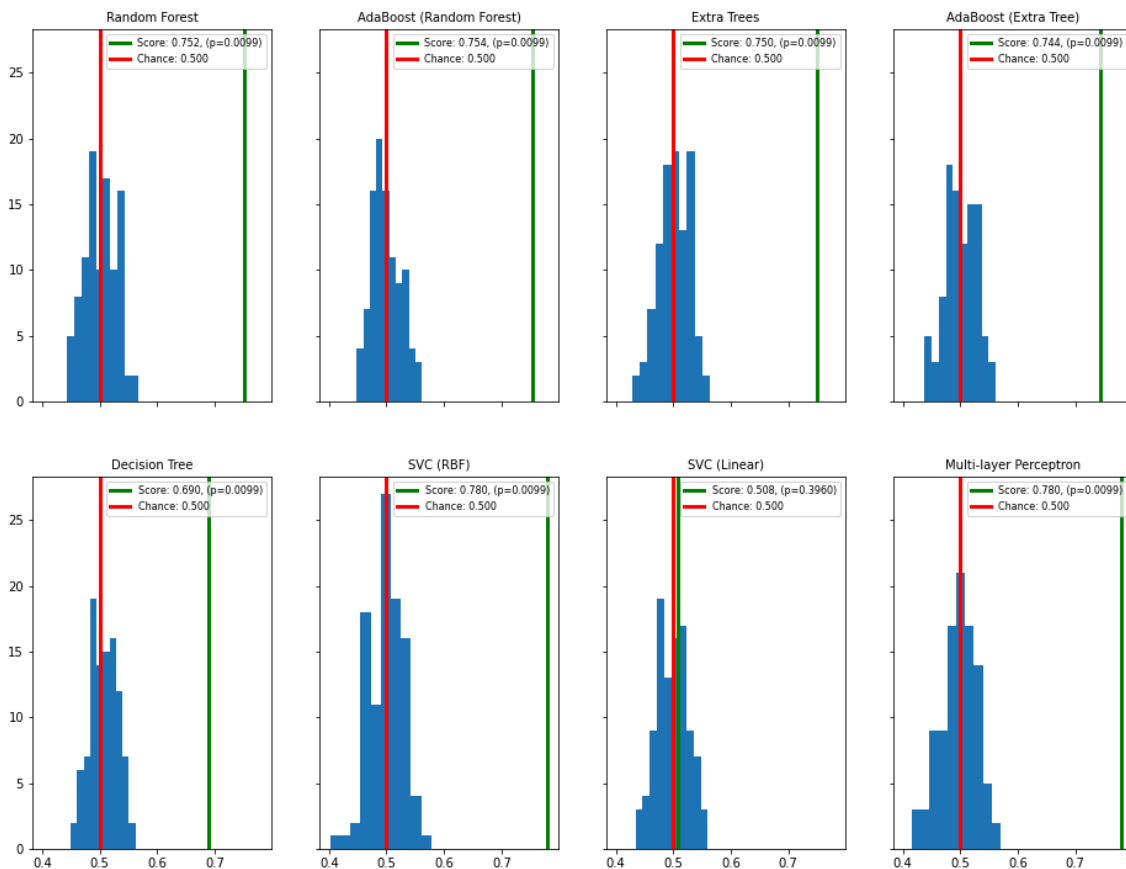 Random Forest
AdaBoost (Random Forest)
Extra Trees
AdaBoost (Extra Tree)
Score: 0.752, (p=0.0099)
Chance: 0.500
Score: 0.754, (p=0.0099)
Chance: 0.500
Score: 0.750, (p=0.0099)
Chance: 0.500
Score: 0.744, (p=0.0099)
Chance: 0.500
25
20
15
10
5
0
Decision Tree
SVC (RBF)
SVC (Linear)
Multi-layer Perceptron
Score: 0.690, (p=0.0099)
Chance: 0.500
Score: 0.780, (p=0.0099)
Chance: 0.500
Score: 0.508, (p=0.3960)
Chance: 0.500
Score: 0.780, (p=0.0099)
Chance: 0.500
25
20
15
10
5
0
0.4 0.5 0.6 0.7
0.4 0.5 0.6 0.7
0.4 0.5 0.6 0.7
0.4 0.5 0.6 0.7